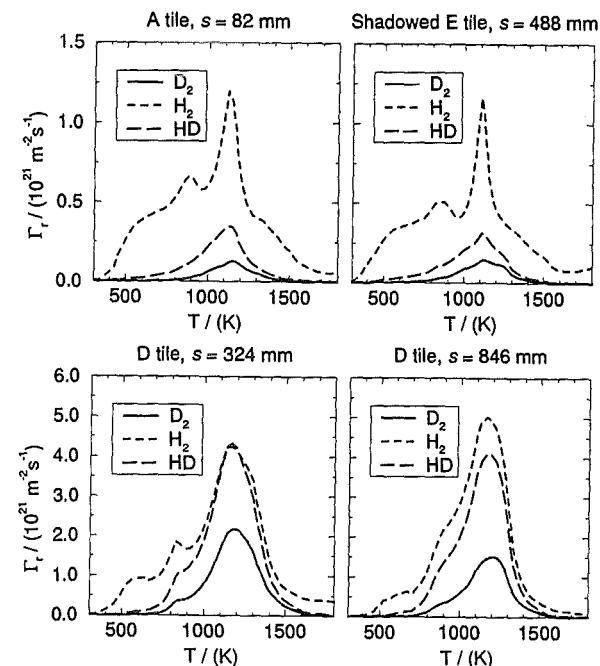 A tile, s = 82 mm
Shadowed E tile, s = 488 mm
1.5
1.0
0.5
0.0
Γr / (10²¹ m⁻²s⁻¹)
D₂
H₂
HD
D₂
H₂
HD
500 1000 1500
500 1000 1500
T / (K)
T / (K)
D tile, s = 324 mm
D tile, s = 846 mm
6.0
5.0
4.0
3.0
2.0
1.0
0.0
Γr / (10²¹ m⁻²s⁻¹)
D₂
H₂
HD
D₂
H₂
HD
500 1000 1500
500 1000 1500
T / (K)
T / (K)